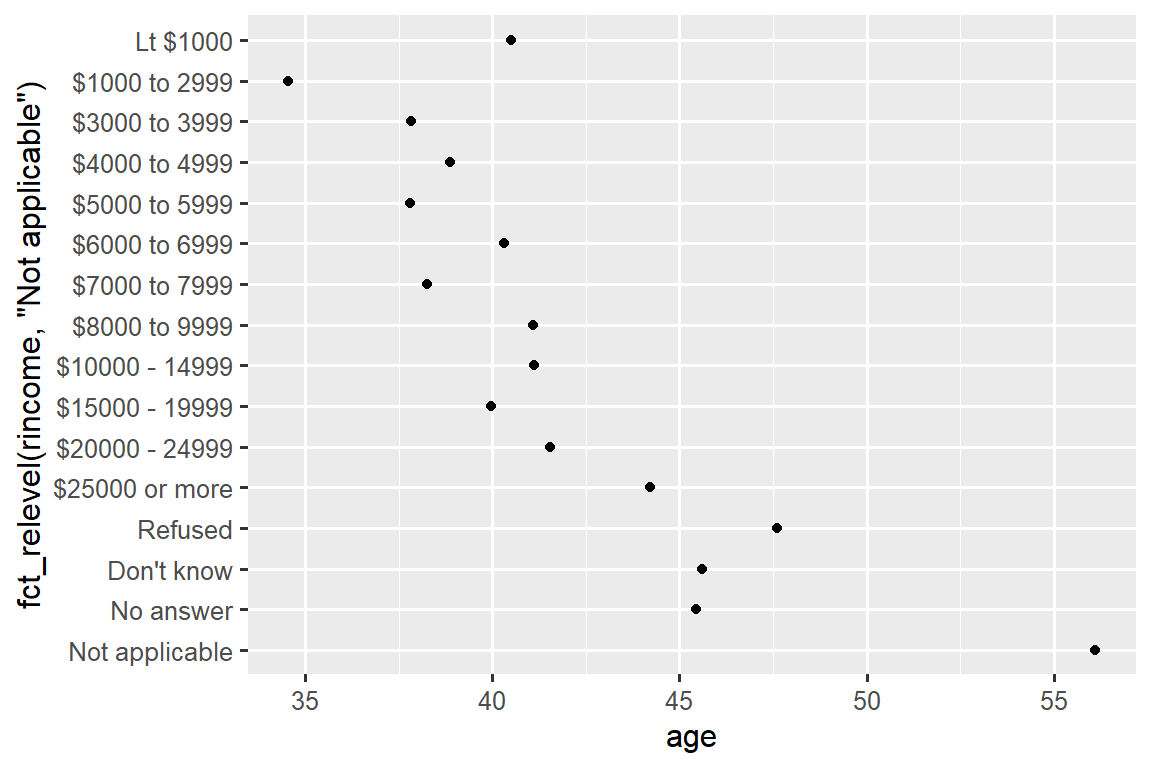 fct_relevel(rincome, "Not applicable")
Lt $1000
$1000 to 2999
$3000 to 3999
$4000 to 4999
$5000 to 5999
$6000 to 6999
$7000 to 7999
$8000 to 9999
$10000 - 14999
$15000 - 19999
$20000 - 24999
$25000 or more
Refused
Don't know
No answer
Not applicable
35 40 45 50 55
age